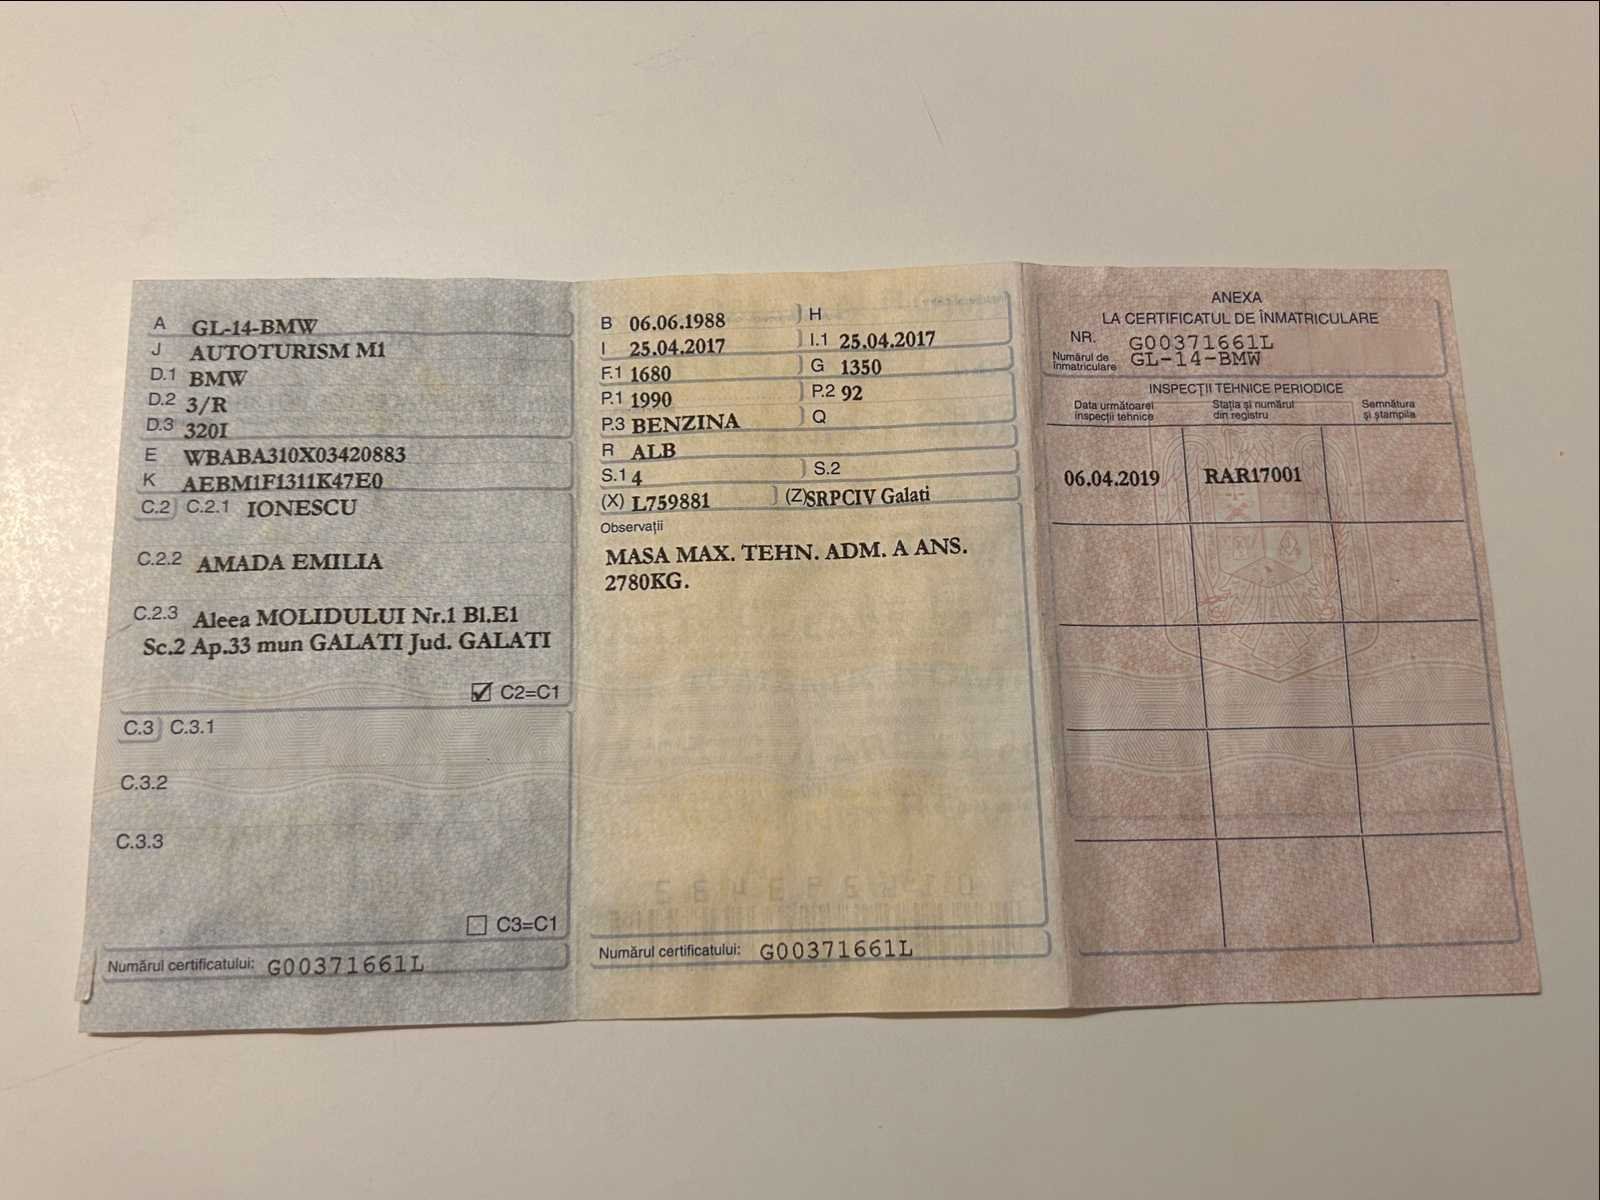 A GL-14-BMW
J AUTOTURISM M1
D.1 BMW
D.2 3/R
D.3 320I
E WBABA310X03420883
K AEBM1F1311K47E0
C.2 C.2.1 IONESCU
C.2.2 AMADA EMILIA
C.2.3 Aleea MOLIDULUI Nr.1 Bl.E1
Sc.2 Ap.33 mun GALATI Jud. GALATI
C2=C1
C.3 C.3.1
C.3.2
C.3.3
C3=C1
Numărul certificatului: G00371661L
B 06.06.1988 H
I 25.04.2017 I.1 25.04.2017
F.1 1680 G 1350
P.1 1990 P.2 92
P.3 BENZINA Q
R ALB
S.1 4 S.2
(X) L759881 (Z) SRPCIV Galati
Observații
MASA MAX. TEHN. ADM. A ANS.
2780KG.
Numărul certificatului: G00371661L
ANEXA
LA CERTIFICATUL DE ÎNMATRICULARE
NR. G00371661L
Numărul de înmatriculare GL-14-BMW
INSPECȚII TEHNICE PERIODICE
Data următoarei inspecții tehnice
Stația și numărul din registru
Semnătura și ștampila
06.04.2019 RAR17001